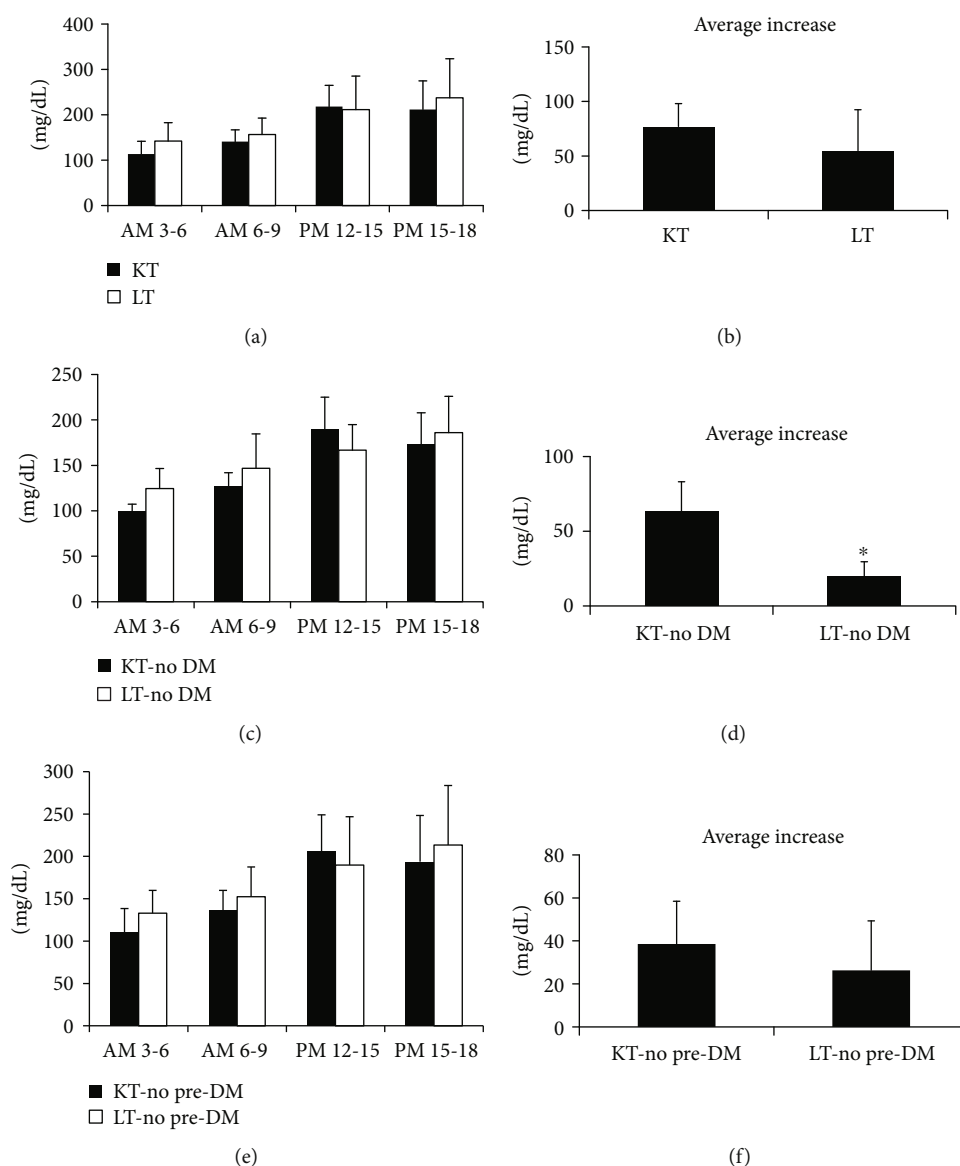 400
300
200
100
0
(mg/dL)
AM 3-6 AM 6-9 PM 12-15 PM 15-18
KT
LT
(a)
Average increase
150
100
50
0
(mg/dL)
KT LT
(b)
250
200
150
100
50
0
(mg/dL)
AM 3-6 AM 6-9 PM 12-15 PM 15-18
KT-no DM
LT-no DM
(c)
Average increase
100
50
0
(mg/dL)
*
KT-no DM LT-no DM
(d)
300
250
200
150
100
50
0
(mg/dL)
AM 3-6 AM 6-9 PM 12-15 PM 15-18
KT-no pre-DM
LT-no pre-DM
(e)
Average increase
80
60
40
20
0
(mg/dL)
KT-no pre-DM LT-no pre-DM
(f)